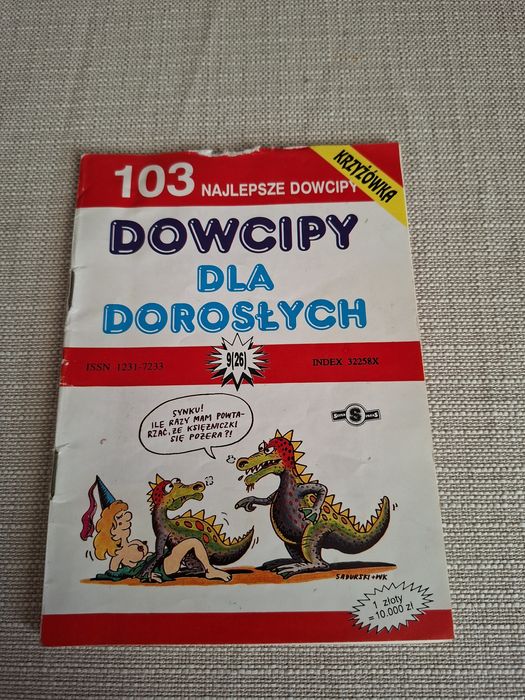 103 NAJLEPSZE DOWCIPY
KRZYŻÓWKA
DOWCIPY
DLA
DOROSŁYCH
ISSN 1231-7233
9(26)
INDEX 32258X
SYNKU!
ILE RAZY MAM POWTA-
RZAĆ, ŻE KSIĘŻNICZKI
SIĘ POŻERA?!
S
SADURSKI + MK
1 złoty
=10.000 zł